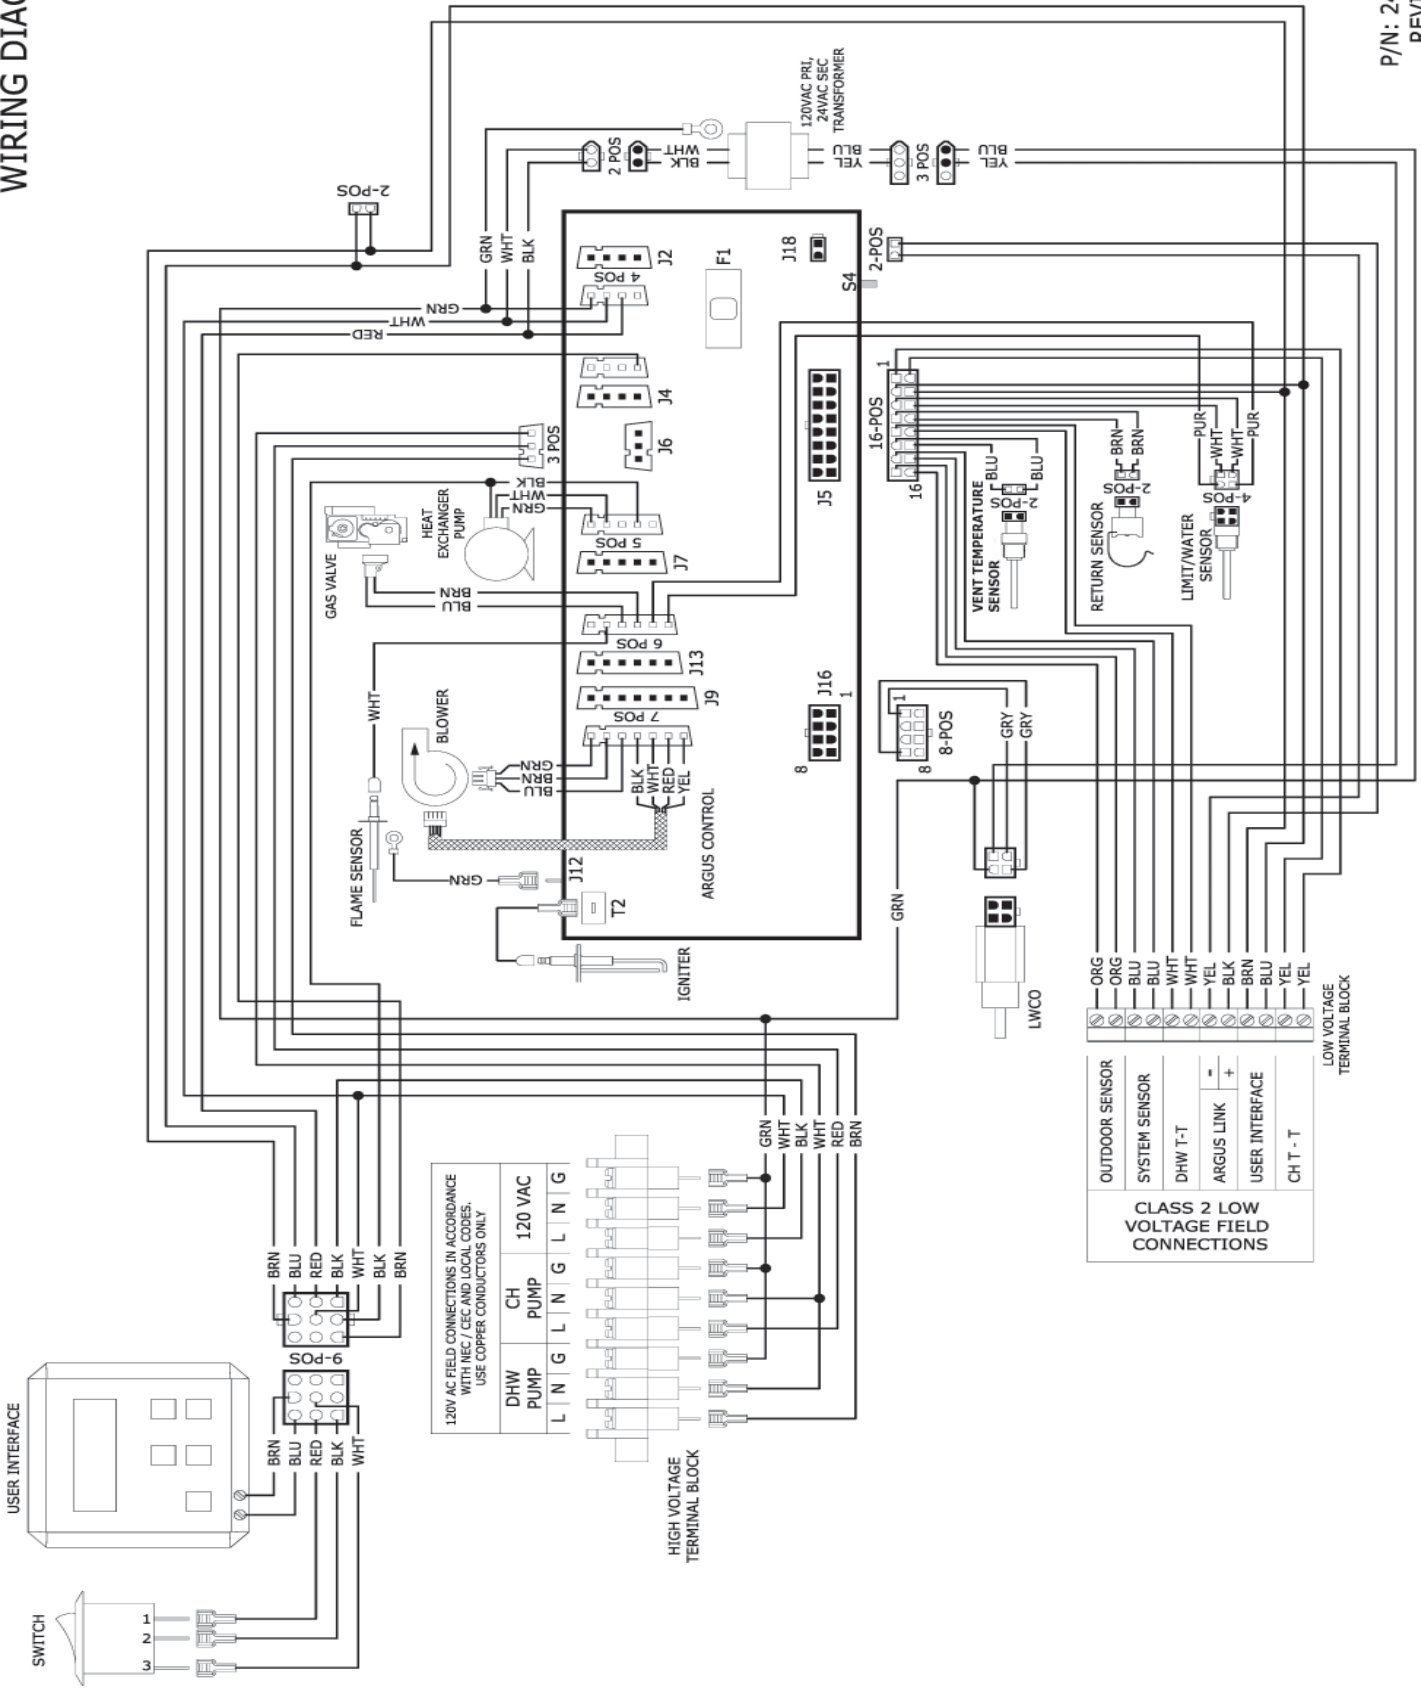 WIRING DIAG
P/N: 24
REV
2-POS
120VAC PRI,
24VAC SEC
TRANSFORMER
2 POS
WHT
BLK
BLU
YEL
3 POS
BLU
YEL
GRN
WHT
BLK
GRN
WHT
RED
J2
4 POS
F1
J18
S4
2-POS
J4
3 POS
J6
16-POS
1
16
J5
BLK
WHT
GRN
HEAT
EXCHANGER
PUMP
5 POS
J7
GAS VALVE
BRN
BLU
6 POS
J13
J9
7 POS
WHT
BLOWER
GRN
BRN
BLU
BLK
WHT
RED
YEL
ARGUS CONTROL
FLAME SENSOR
GRN
J12
T2
IGNITER
J16
1
8
1
8
8-POS
GRY
GRY
GRN
LWCO
BLU
BLU
2-POS
VENT TEMPERATURE
SENSOR
BRN
BRN
2-POS
RETURN SENSOR
PUR
WHT
WHT
PUR
4-POS
LIMIT/WATER
SENSOR
ORG
ORG
BLU
BLU
WHT
WHT
YEL
BLK
BRN
BLU
YEL
YEL
LOW VOLTAGE
TERMINAL BLOCK
OUTDOOR SENSOR
SYSTEM SENSOR
DHW T-T
ARGUS LINK
-
+
USER INTERFACE
CH T - T
CLASS 2 LOW
VOLTAGE FIELD
CONNECTIONS
GRN
WHT
BLK
WHT
RED
BRN
120V AC FIELD CONNECTIONS IN ACCORDANCE
WITH NEC / CEC AND LOCAL CODES.
USE COPPER CONDUCTORS ONLY
DHW
PUMP
CH
PUMP
120 VAC
L N G L N G L N G
HIGH VOLTAGE
TERMINAL BLOCK
BRN
BLU
RED
BLK
WHT
BLK
BRN
9-POS
BRN
BLU
RED
BLK
WHT
USER INTERFACE
SWITCH
1
2
3